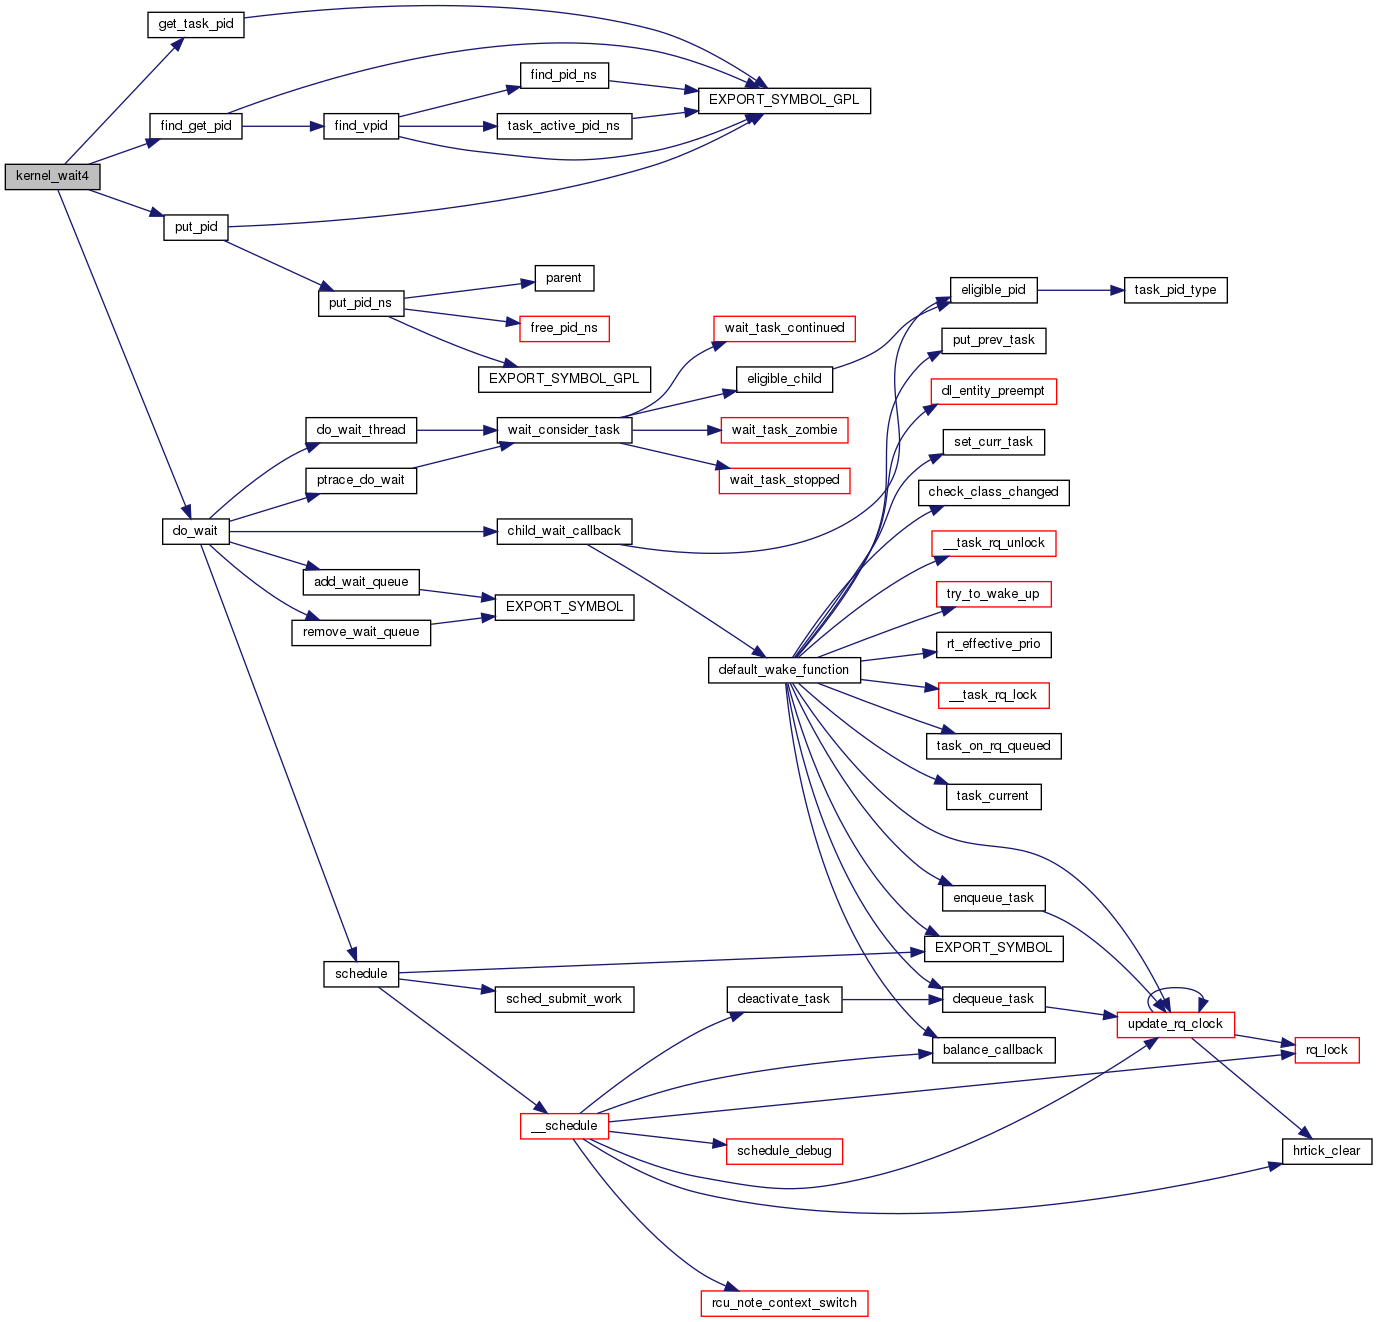 get_task_pid
find_pid_ns
EXPORT_SYMBOL_GPL
find_get_pid
find_vpid
task_active_pid_ns
kernel_wait4
put_pid
parent
eligible_pid
task_pid_type
put_pid_ns
free_pid_ns
wait_task_continued
put_prev_task
EXPORT_SYMBOL_GPL
eligible_child
dl_entity_preempt
do_wait_thread
wait_consider_task
wait_task_zombie
set_curr_task
ptrace_do_wait
wait_task_stopped
check_class_changed
do_wait
child_wait_callback
__task_rq_unlock
add_wait_queue
try_to_wake_up
EXPORT_SYMBOL
remove_wait_queue
rt_effective_prio
default_wake_function
__task_rq_lock
task_on_rq_queued
task_current
enqueue_task
EXPORT_SYMBOL
schedule
sched_submit_work
deactivate_task
dequeue_task
update_rq_clock
balance_callback
rq_lock
__schedule
schedule_debug
hrtick_clear
rcu_note_context_switch